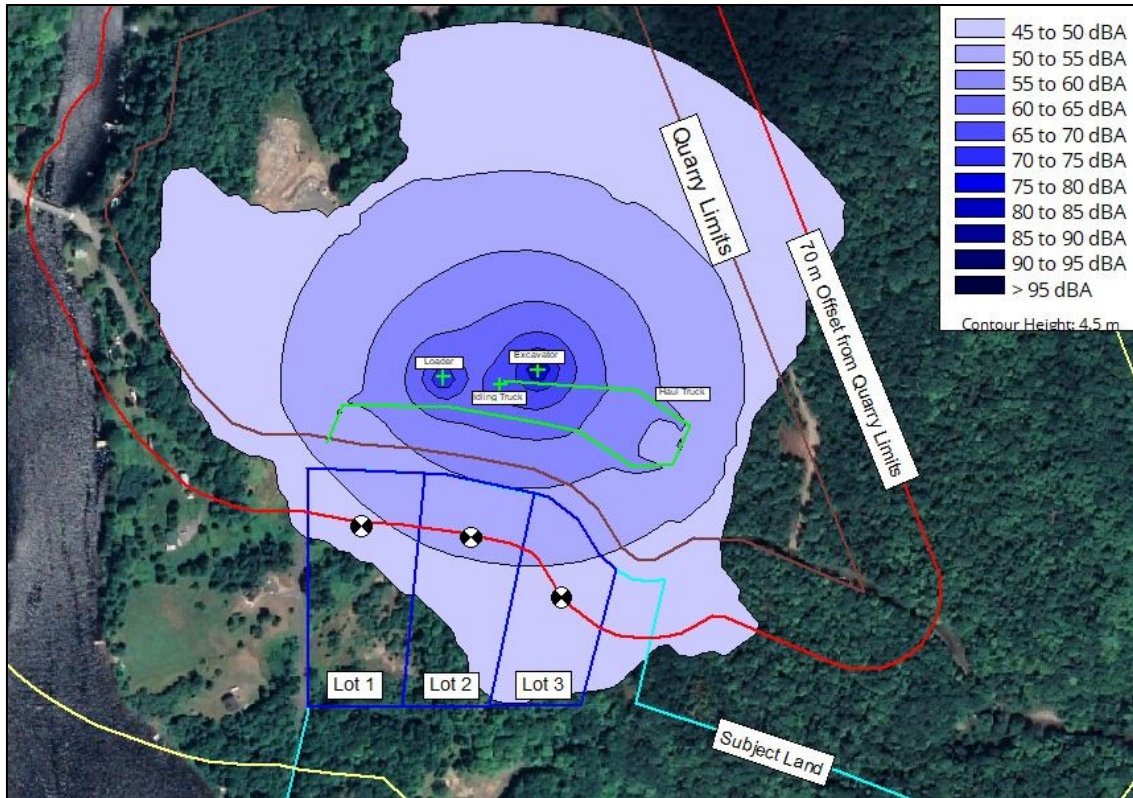 45 to 50 dBA
50 to 55 dBA
55 to 60 dBA
60 to 65 dBA
65 to 70 dBA
70 to 75 dBA
75 to 80 dBA
80 to 85 dBA
85 to 90 dBA
90 to 95 dBA
> 95 dBA
Contour Height: 4.5 m
Quarry Limits
70 m Offset from Quarry Limits
Loader
Excavator
Idling Truck
Haul Truck
Lot 1
Lot 2
Lot 3
Subject Land